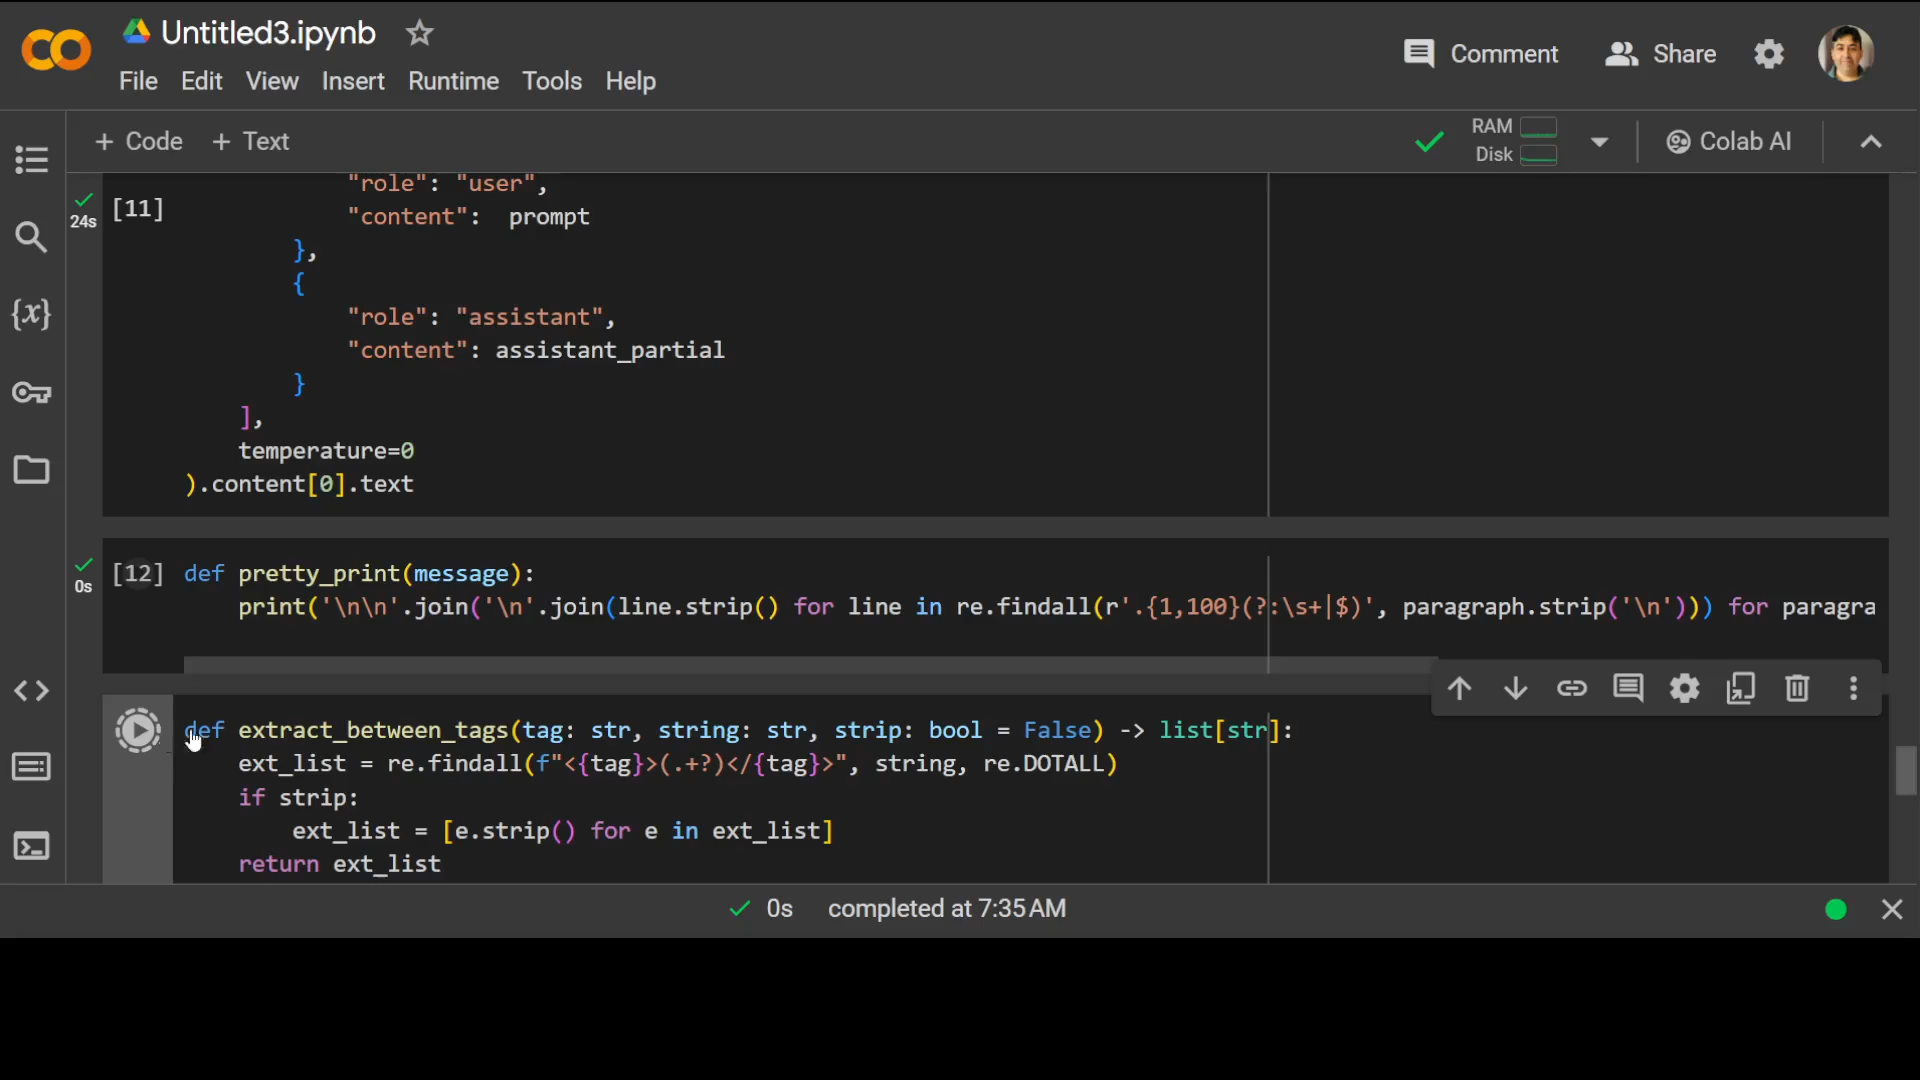 Untitled3.ipynb
File Edit View Insert Runtime Tools Help
Comment
Share
+ Code + Text
RAM
Disk
Colab AI
24s
[11]
"role": "user",
"content":  prompt
},
{
"role": "assistant",
"content": assistant_partial
}
],
temperature=0
).content[0].text
0s
[12]
def pretty_print(message):
print('\n\n'.join('\n'.join(line.strip() for line in re.findall(r'.{1,100}(?:\s+|$)', paragraph.strip('\n'))) for paragra
def extract_between_tags(tag: str, string: str, strip: bool = False) -> list[str]:
ext_list = re.findall(f"<{tag}>(.+?)</{tag}>", string, re.DOTALL)
if strip:
ext_list = [e.strip() for e in ext_list]
return ext_list
0s completed at 7:35 AM